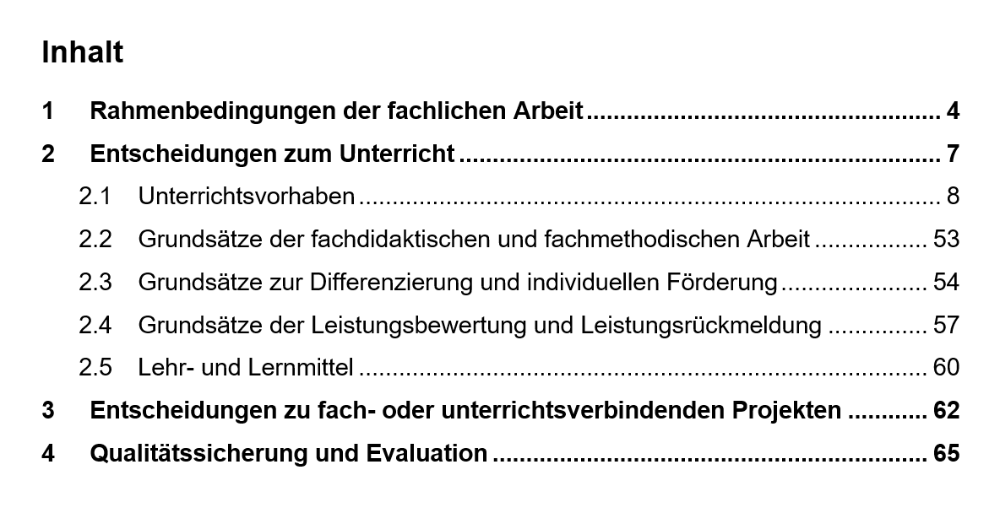 Inhalt
1 Rahmenbedingungen der fachlichen Arbeit ..................................................... 4
2 Entscheidungen zum Unterricht ........................................................................ 7
2.1 Unterrichtsvorhaben ...................................................................................... 8
2.2 Grundsätze der fachdidaktischen und fachmethodischen Arbeit ................. 53
2.3 Grundsätze zur Differenzierung und individuellen Förderung ...................... 54
2.4 Grundsätze der Leistungsbewertung und Leistungsrückmeldung ............... 57
2.5 Lehr- und Lernmittel .................................................................................... 60
3 Entscheidungen zu fach- oder unterrichtsverbindenden Projekten ............ 62
4 Qualitätssicherung und Evaluation ................................................................. 65